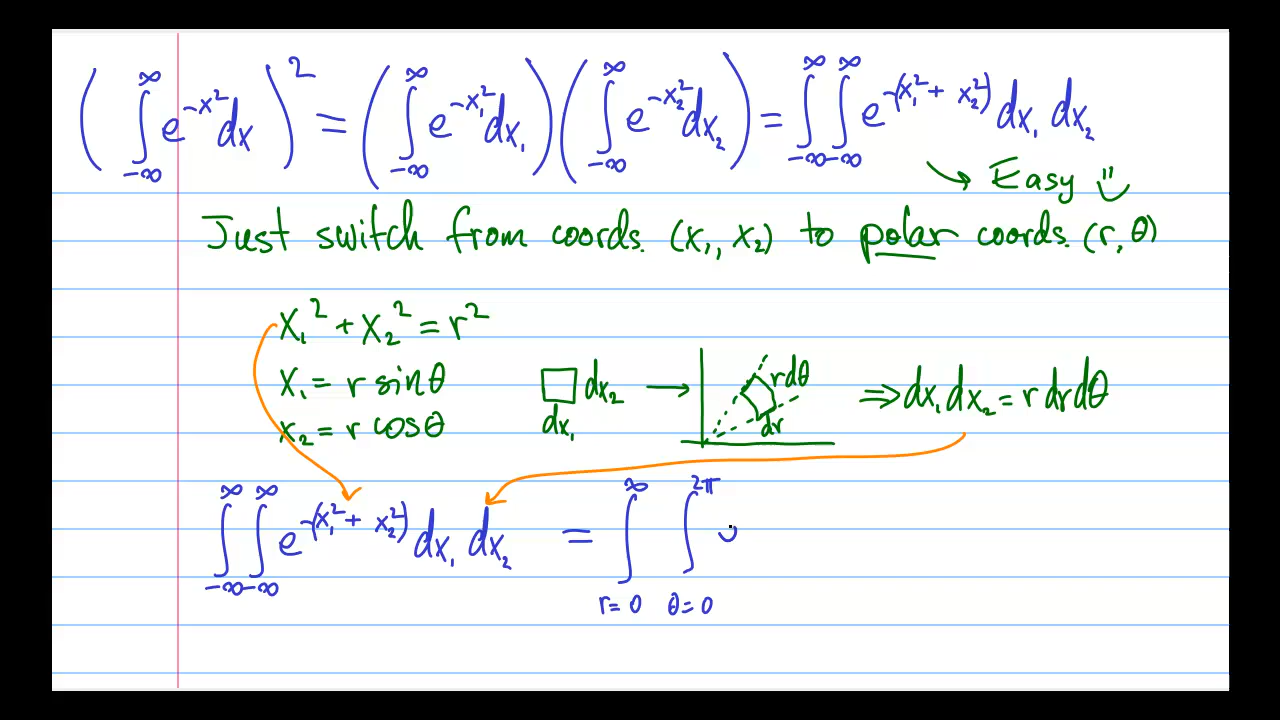 (∫_{-∞}^{∞} e^{-x²} dx)² = (∫_{-∞}^{∞} e^{-x₁²} dx₁)(∫_{-∞}^{∞} e^{-x₂²} dx₂) = ∫_{-∞}^{∞} ∫_{-∞}^{∞} e^{-(x₁² + x₂²)} dx₁ dx₂
→ Easy
Just switch from coords. (x₁, x₂) to polar coords. (r, θ)
x₁² + x₂² = r²
x₁ = r sinθ
x₂ = r cosθ
dx₂
dx₁
→
rdθ
dr
⇒ dx₁ dx₂ = r dr dθ
∫_{-∞}^{∞} ∫_{-∞}^{∞} e^{-(x₁² + x₂²)} dx₁ dx₂ = ∫_{r=0}^{∞} ∫_{θ=0}^{2π}